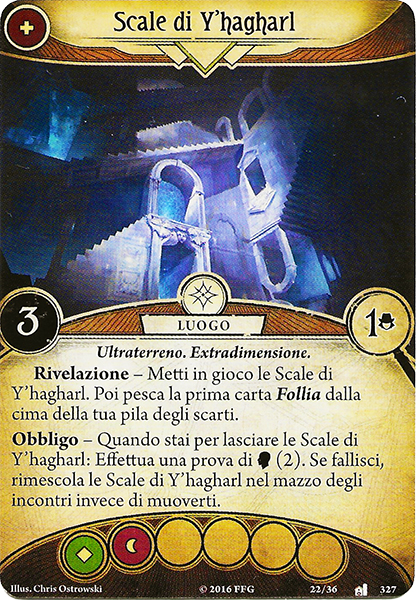 Scale di Y'hagharl
3
LUOGO
1
Ultraterreno. Extradimensione.
Rivelazione – Metti in gioco le Scale di
Y'hagharl. Poi pesca la prima carta Follia dalla
cima della tua pila degli scarti.
Obbligo – Quando stai per lasciare le Scale di
Y'hagharl: Effettua una prova di (2). Se fallisci,
rimescola le Scale di Y'hagharl nel mazzo degli
incontri invece di muoverti.
Illus. Chris Ostrowski © 2016 FFG 22/36 327